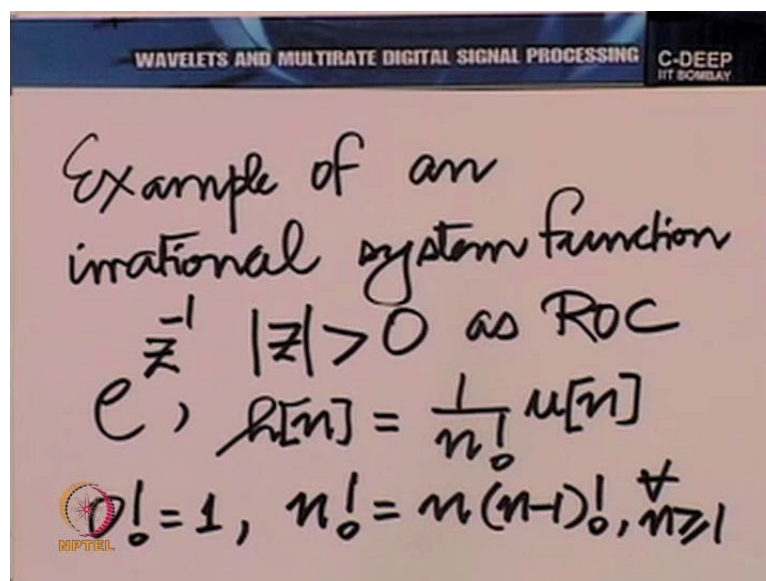 WAVELETS AND MULTIRATE DIGITAL SIGNAL PROCESSING
C-DEEP
IIT BOMBAY
Example of an
irrational system function
e^{z^{-1}}, |z| > 0 as ROC
h[n] = \frac{1}{n!} u[n]
0! = 1, n! = n(n-1)!, ∀ n ≥ 1
NPTEL